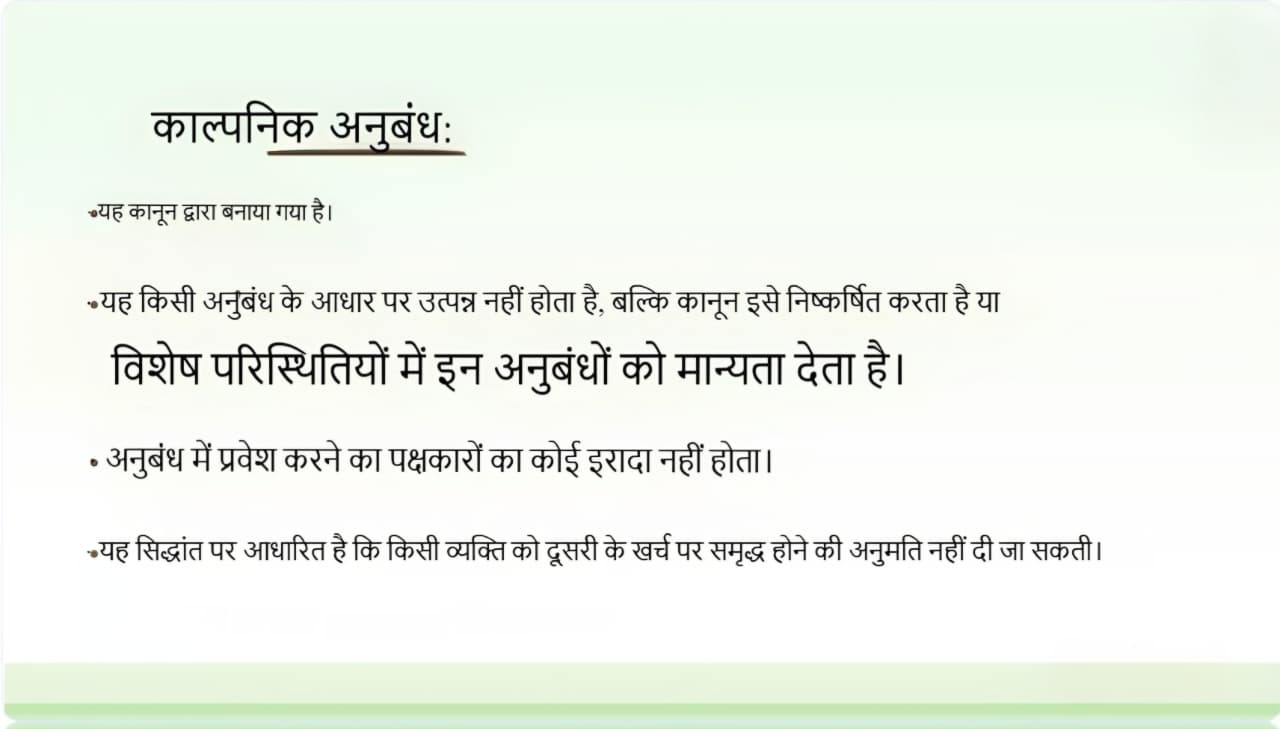 काल्पनिक अनुबंध:
•यह कानून द्वारा बनाया गया है।
•यह किसी अनुबंध के आधार पर उत्पन्न नहीं होता है, बल्कि कानून इसे निष्कर्षित करता है या
विशेष परिस्थितियों में इन अनुबंधों को मान्यता देता है।
• अनुबंध में प्रवेश करने का पक्षकारों का कोई इरादा नहीं होता।
•यह सिद्धांत पर आधारित है कि किसी व्यक्ति को दूसरी के खर्च पर समृद्ध होने की अनुमति नहीं दी जा सकती।